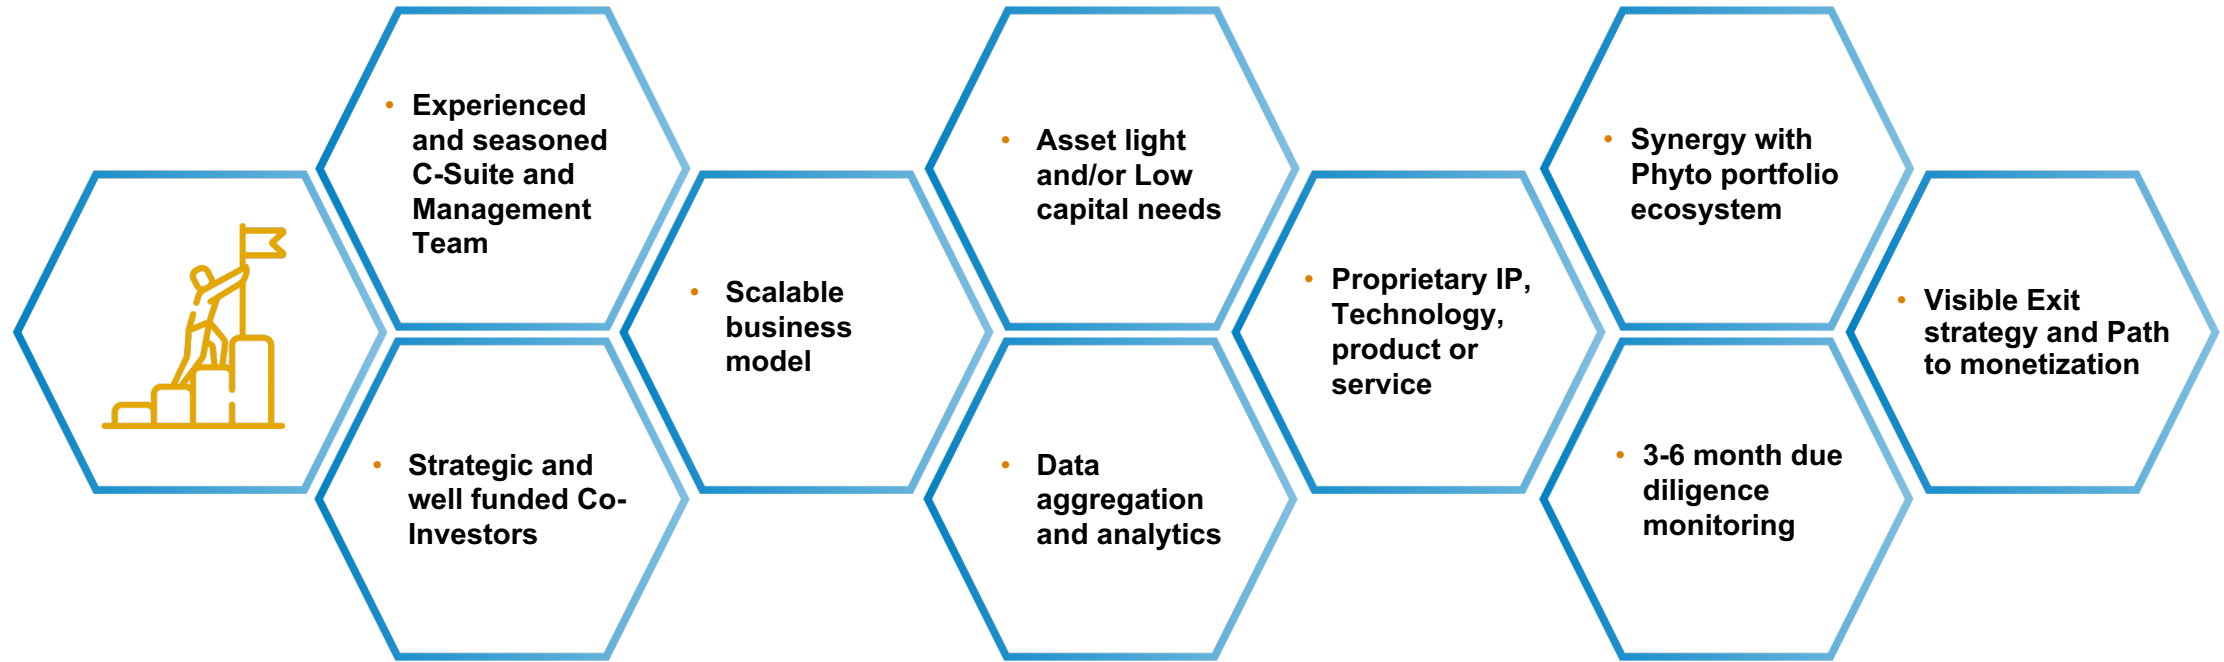 • Experienced
and seasoned
C-Suite and
Management
Team
• Strategic and
well funded Co-
Investors
• Scalable
business
model
• Asset light
and/or Low
capital needs
• Data
aggregation
and analytics
• Proprietary IP,
Technology,
product or
service
• Synergy with
Phyto portfolio
ecosystem
• 3-6 month due
diligence
monitoring
• Visible Exit
strategy and Path
to monetization